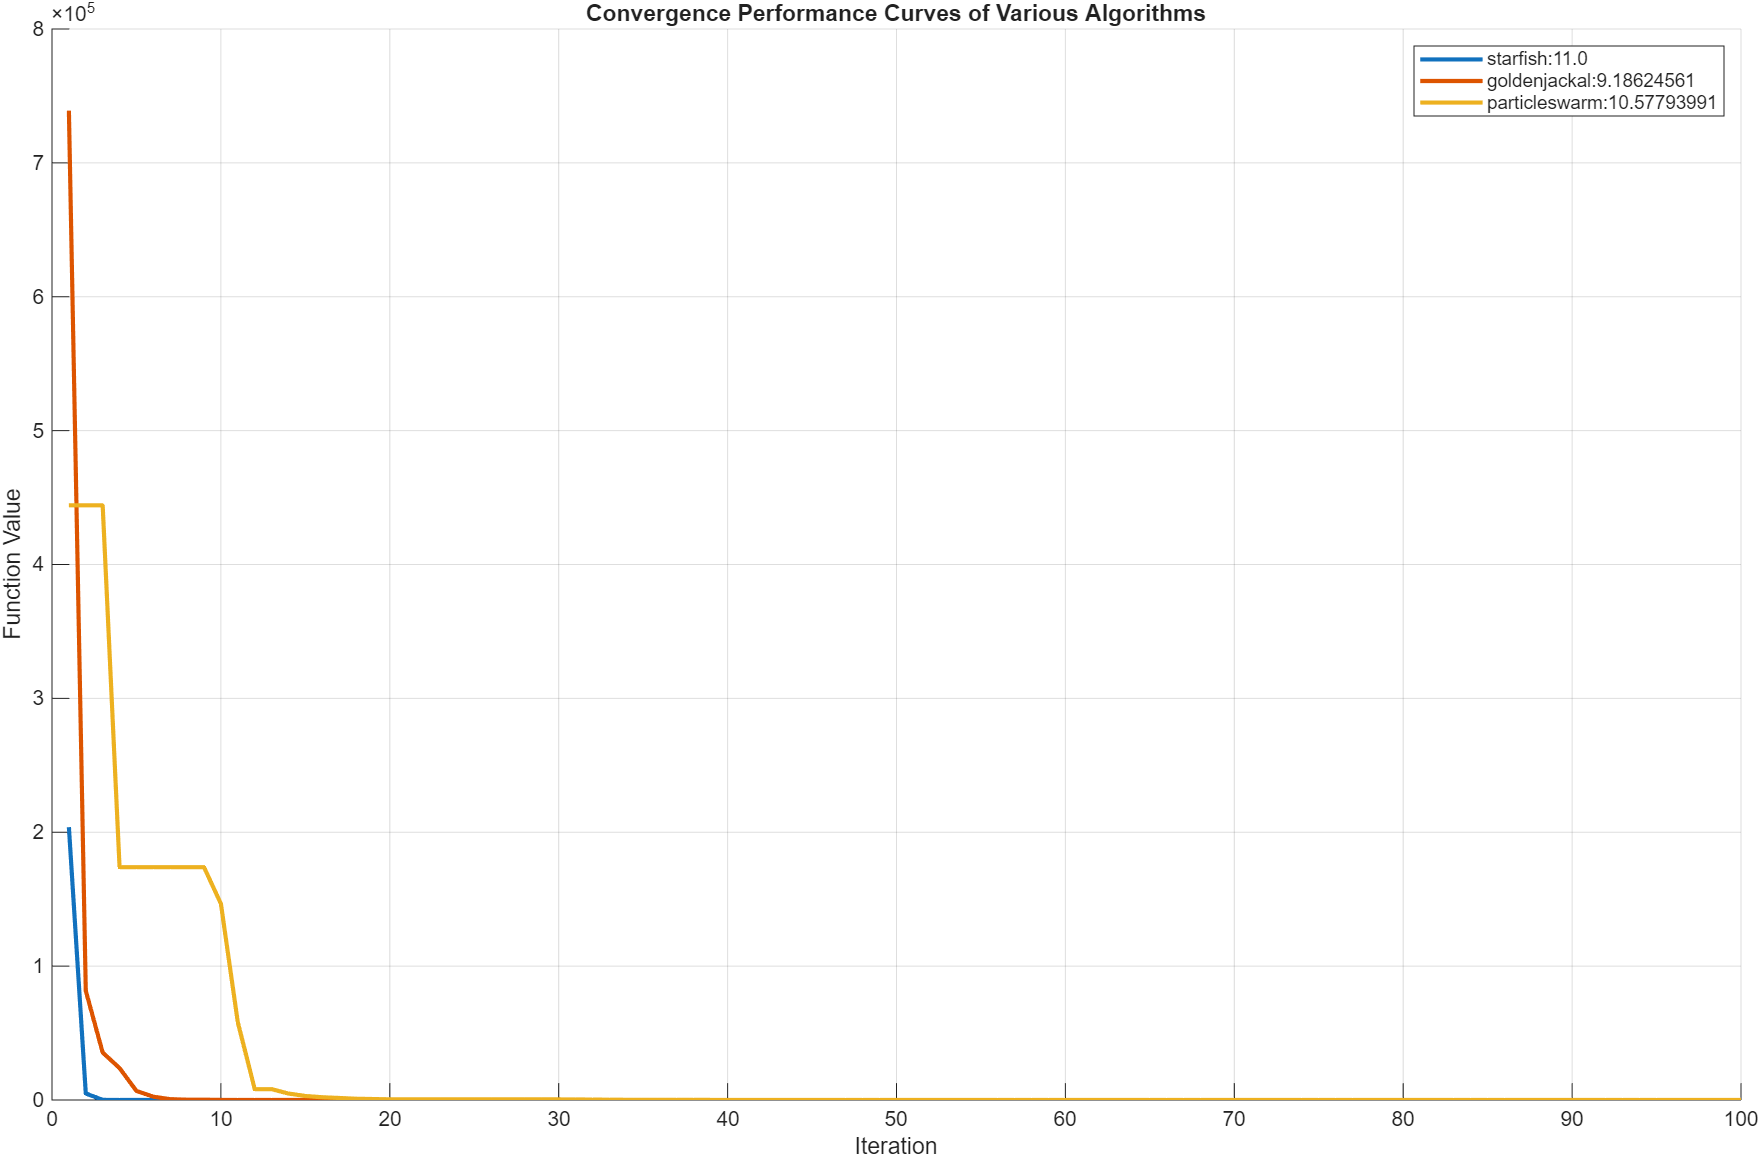 Convergence Performance Curves of Various Algorithms
×10⁵
8
7
6
5
4
3
2
1
0
Function Value
starfish:11.0
goldenjackal:9.18624561
particleswarm:10.57793991
0 10 20 30 40 50 60 70 80 90 100
Iteration